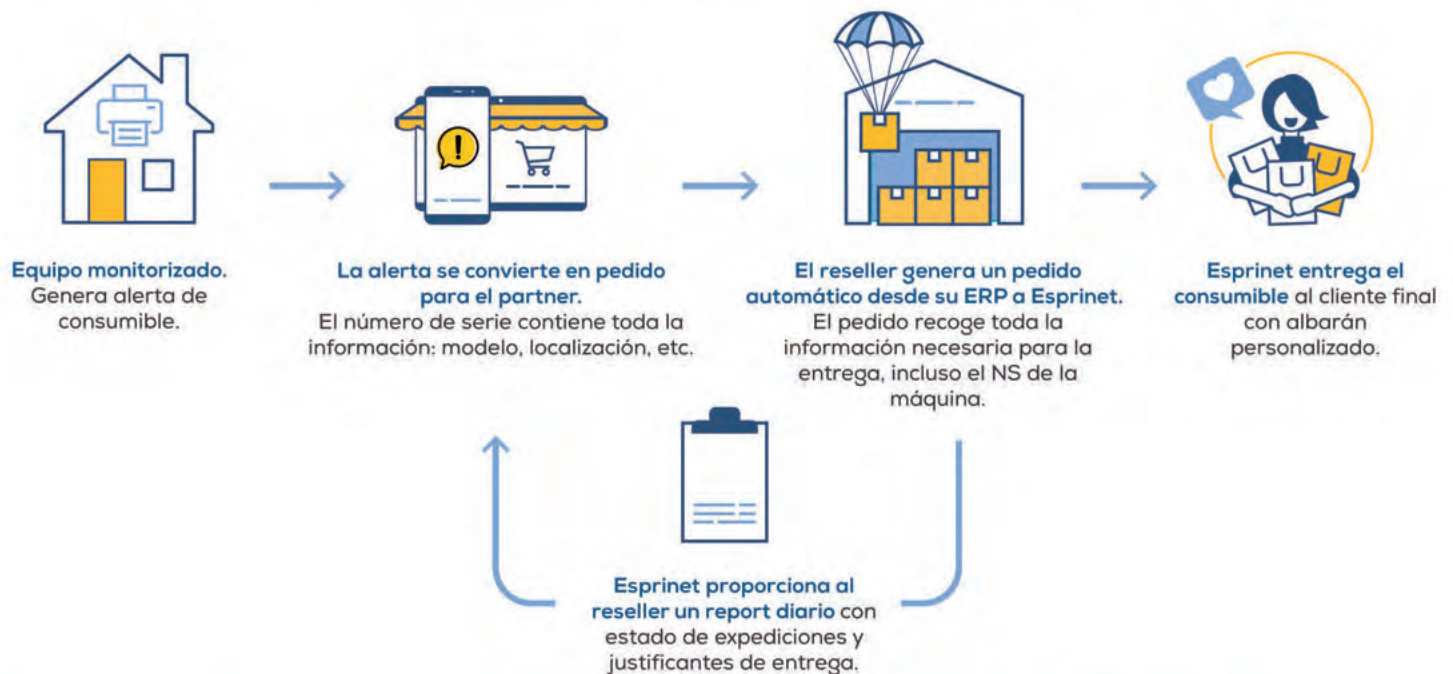 Equipo monitorizado.
Genera alerta de
consumible.
La alerta se convierte en pedido
para el partner.
El número de serie contiene toda la
información: modelo, localización, etc.
El reseller genera un pedido
automático desde su ERP a Esprinet.
El pedido recoge toda la
información necesaria para la
entrega, incluso el NS de la
máquina.
Esprinet entrega el
consumible al cliente final
con albarán
personalizado.
Esprinet proporciona al
reseller un report diario con
estado de expediciones y
justificantes de entrega.